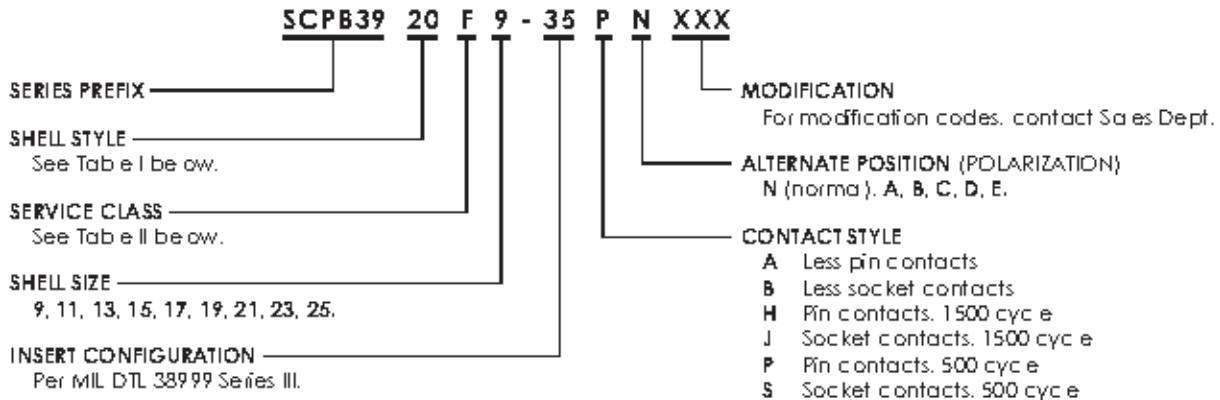 SCPB39 20 F 9 - 35 P N XXX
SERIES PREFIX
SHELL STYLE
See Tab e I be ow.
SERVICE CLASS
See Tab e II be ow.
SHELL SIZE
9, 11, 13, 15, 17, 19, 21, 23, 25.
INSERT CONFIGURATION
Per MIL DTL 38999 Series III.
MODIFICATION
For modification codes. contact Sa es Dept.
ALTERNATE POSITION (POLARIZATION)
N (norma ). A, B, C, D, E.
CONTACT STYLE
A Less pin contacts
B Less socket contacts
H Pin contacts. 1500 cyc e
J Socket contacts. 1500 cyc e
P Pin contacts. 500 cyc e
S Socket contacts. 500 cyc e